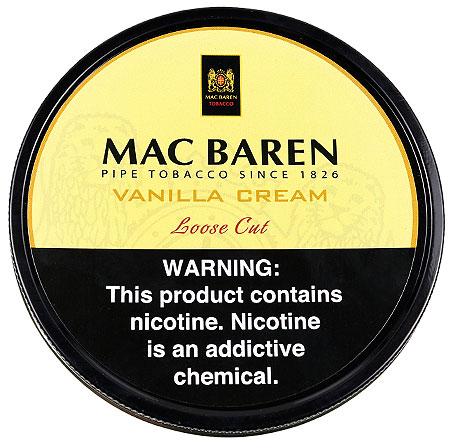 MAC BAREN
TOBACCO
MAC BAREN
PIPE TOBACCO SINCE 1826
VANILLA CREAM
Loose Cut
WARNING:
This product contains
nicotine. Nicotine
is an addictive
chemical.